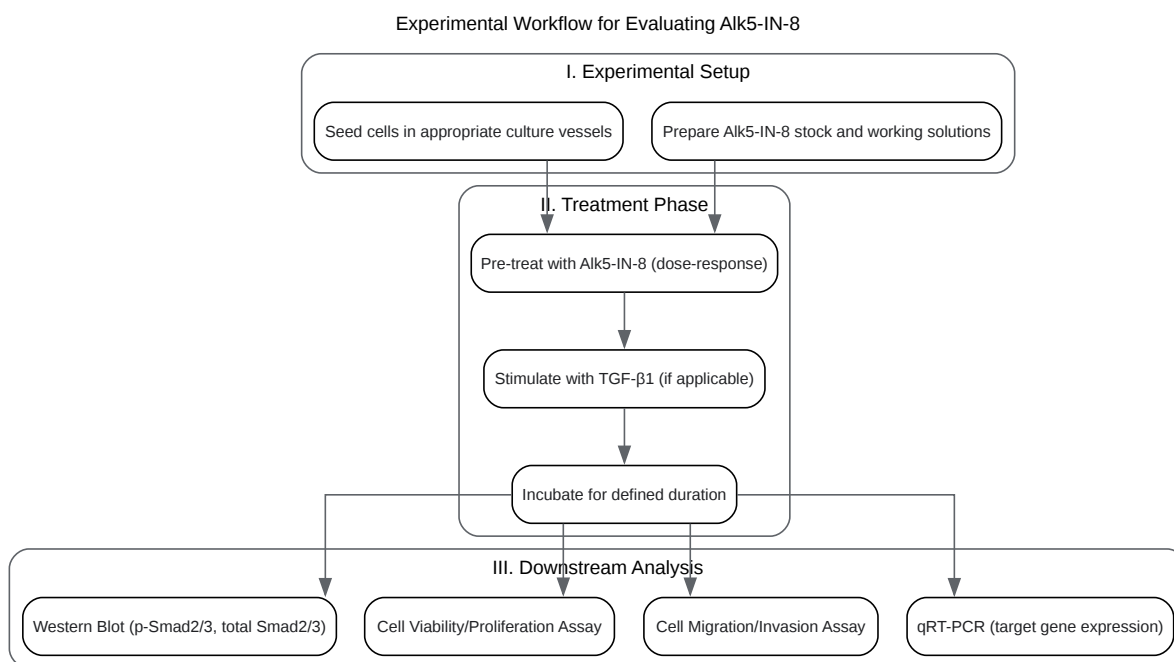 Experimental Workflow for Evaluating Alk5-IN-8
I. Experimental Setup
Seed cells in appropriate culture vessels
Prepare Alk5-IN-8 stock and working solutions
II. Treatment Phase
Pre-treat with Alk5-IN-8 (dose-response)
Stimulate with TGF-β1 (if applicable)
Incubate for defined duration
III. Downstream Analysis
Western Blot (p-Smad2/3, total Smad2/3)
Cell Viability/Proliferation Assay
Cell Migration/Invasion Assay
qRT-PCR (target gene expression)